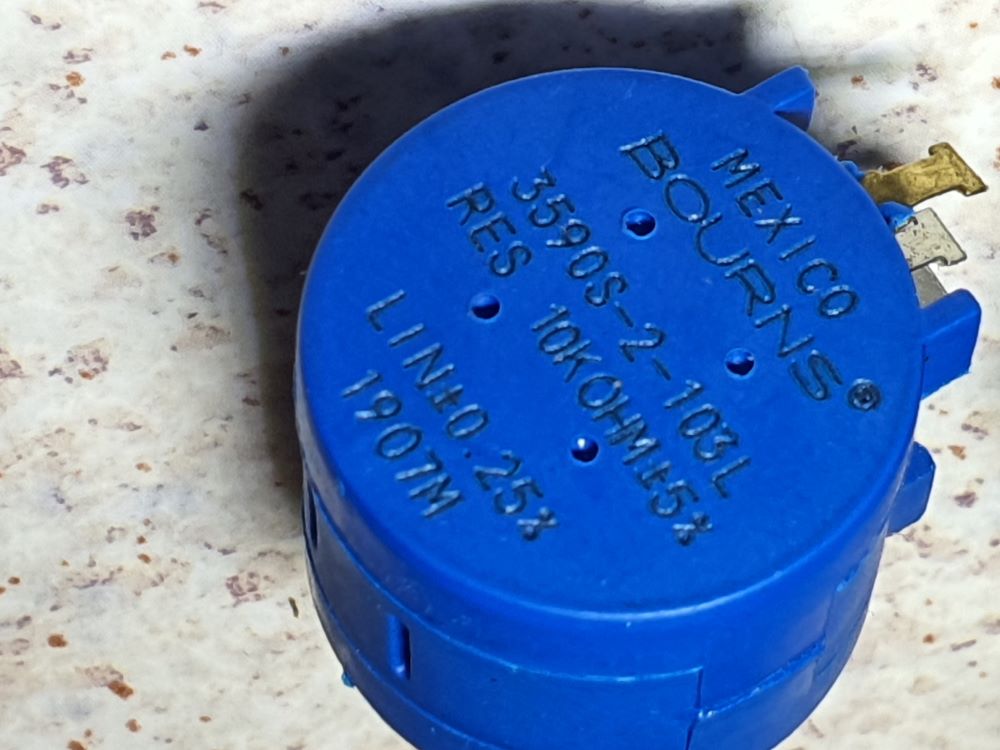 MEXICO
BOURNS®
3590S-2-103L
RES 10KOHM±5%
LIN±0.25%
1907M